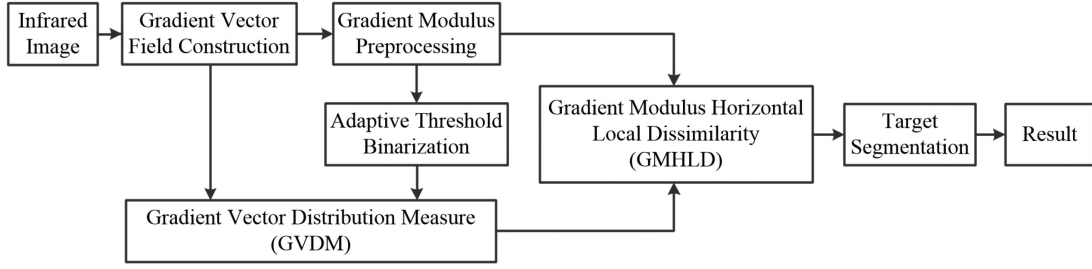 Infrared
Image
Gradient Vector
Field Construction
Gradient Modulus
Preprocessing
Adaptive Threshold
Binarization
Gradient Vector Distribution Measure
(GVDM)
Gradient Modulus Horizontal
Local Dissimilarity
(GMHLD)
Target
Segmentation
Result